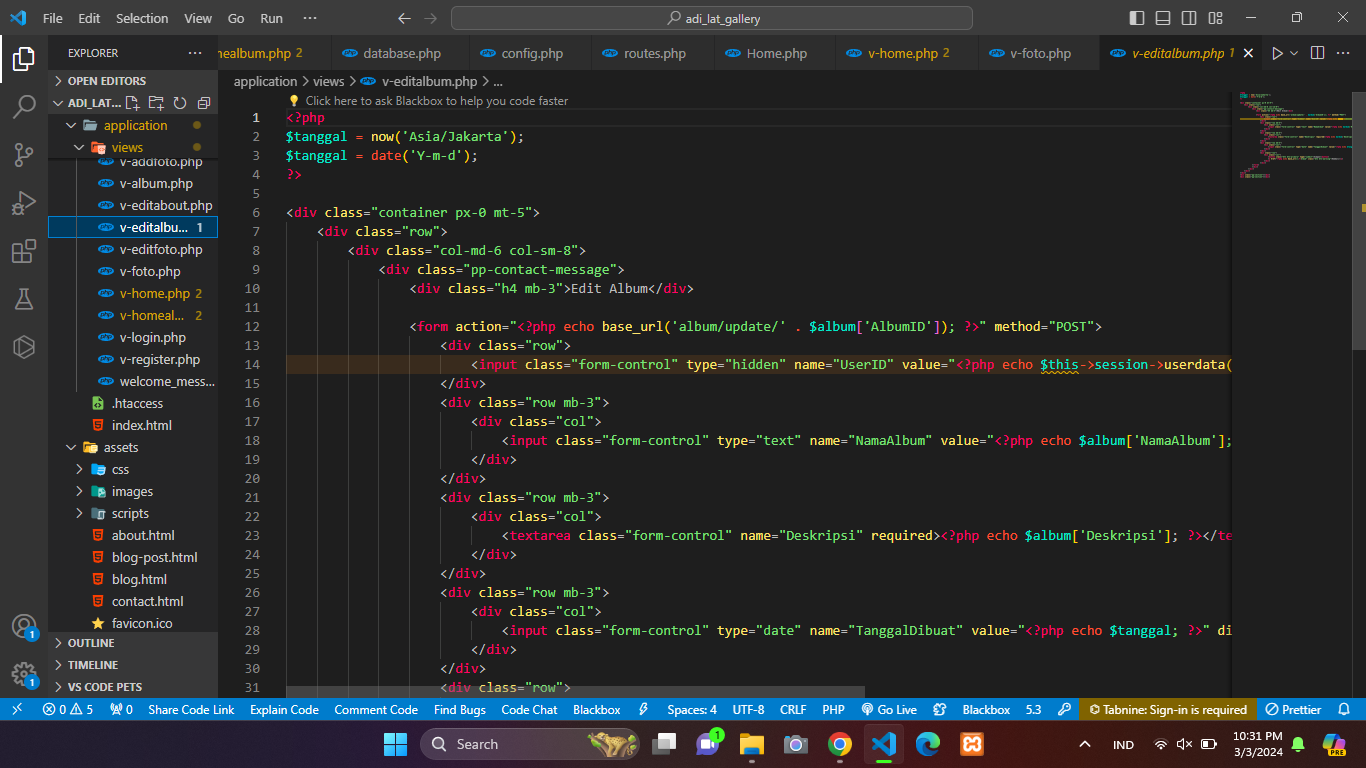 File Edit Selection View Go Run ··· adi_lat_gallery
EXPLORER ···
OPEN EDITORS
ADI_LAT...
application
views
v-addfoto.php
v-album.php
v-editabout.php
v-editalbu... 1
v-editfoto.php
v-foto.php
v-home.php 2
v-homeal... 2
v-login.php
v-register.php
welcome_mess...
.htaccess
index.html
assets
css
images
scripts
about.html
blog-post.html
blog.html
contact.html
favicon.ico
OUTLINE
TIMELINE
VS CODE PETS
mealbum.php 2 database.php config.php routes.php Home.php v-home.php 2 v-foto.php v-editalbum.php 1
application > views > v-editalbum.php > ...
Click here to ask Blackbox to help you code faster
1 <?php
2 $tanggal = now('Asia/Jakarta');
3 $tanggal = date('Y-m-d');
4 ?>
5
6 <div class="container px-0 mt-5">
7 <div class="row">
8 <div class="col-md-6 col-sm-8">
9 <div class="pp-contact-message">
10 <div class="h4 mb-3">Edit Album</div>
11
12 <form action="<?php echo base_url('album/update/' . $album['AlbumID']); ?>" method="POST">
13 <div class="row">
14 <input class="form-control" type="hidden" name="UserID" value="<?php echo $this->session->userdata(
15 </div>
16 <div class="row mb-3">
17 <div class="col">
18 <input class="form-control" type="text" name="NamaAlbum" value="<?php echo $album['NamaAlbum'];
19 </div>
20 </div>
21 <div class="row mb-3">
22 <div class="col">
23 <textarea class="form-control" name="Deskripsi" required><?php echo $album['Deskripsi']; ?></te
24 </div>
25 </div>
26 <div class="row mb-3">
27 <div class="col">
28 <input class="form-control" type="date" name="TanggalDibuat" value="<?php echo $tanggal; ?>" di
29 </div>
30 </div>
31 <div class="row">
0 5 0 Share Code Link Explain Code Comment Code Find Bugs Code Chat Blackbox Spaces: 4 UTF-8 CRLF PHP Go Live Blackbox 5.3 Tabnine: Sign-in is required Prettier
1
1
Search 1 IND 10:31 PM
3/3/2024
PRE